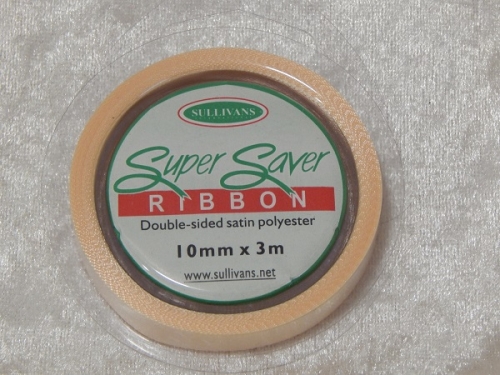 SULLIVANS
Super Saver
RIBBON
Double-sided satin polyester
10mm x 3m
www.sullivans.net